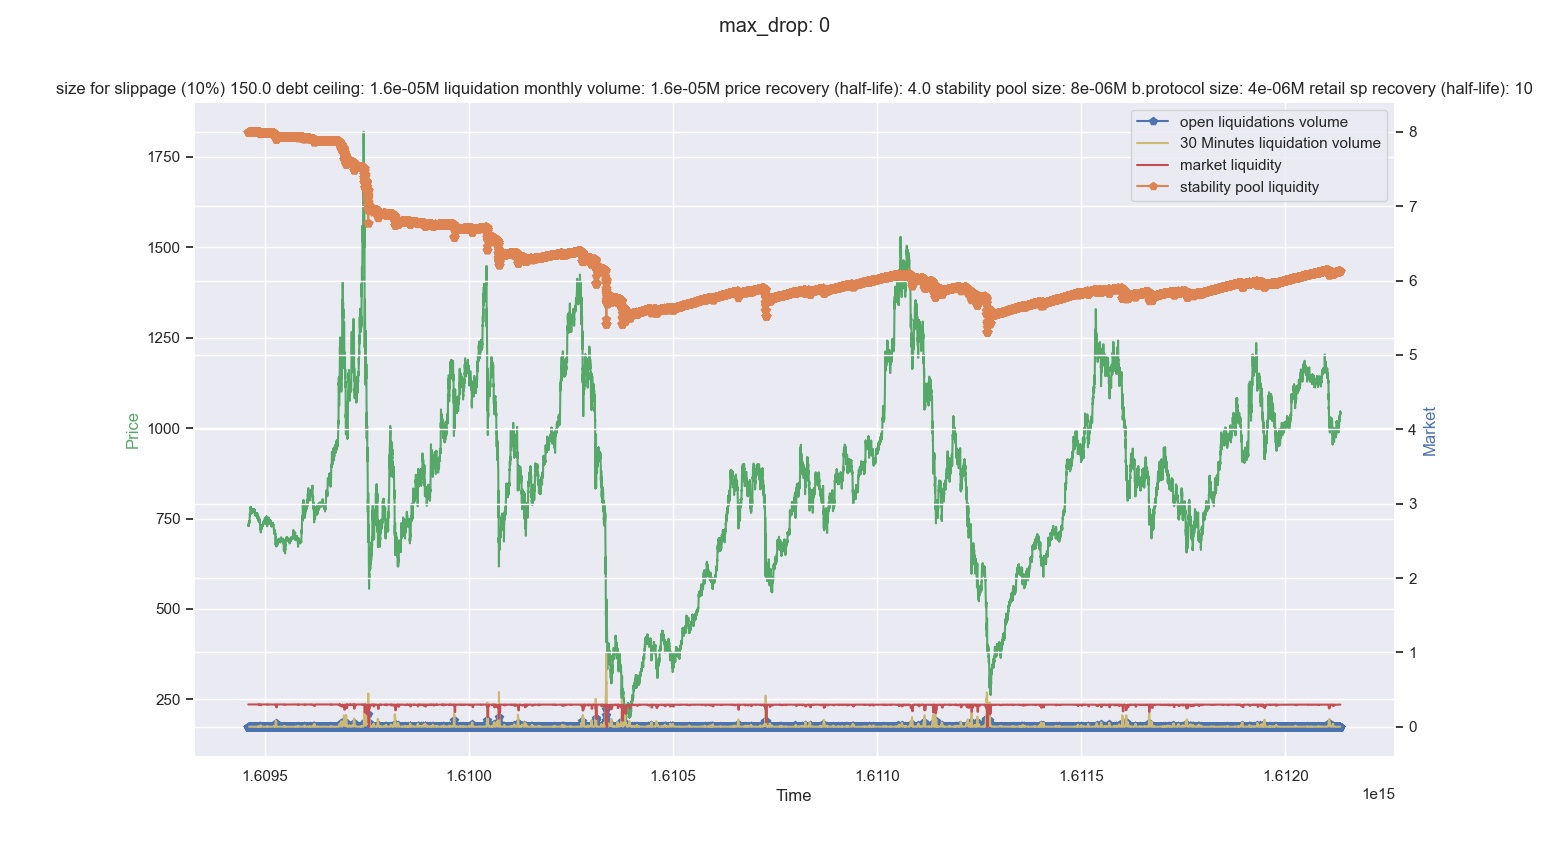 max_drop: 0
size for slippage (10%) 150.0 debt ceiling: 1.6e-05M liquidation monthly volume: 1.6e-05M price recovery (half-life): 4.0 stability pool size: 8e-06M b.protocol size: 4e-06M retail sp recovery (half-life): 10
open liquidations volume
30 Minutes liquidation volume
market liquidity
stability pool liquidity
1750
1500
1250
1000
750
500
250
Price
8
7
6
5
4
3
2
1
0
Market
1.6095
1.6100
1.6105
1.6110
1.6115
1.6120
Time
1e15